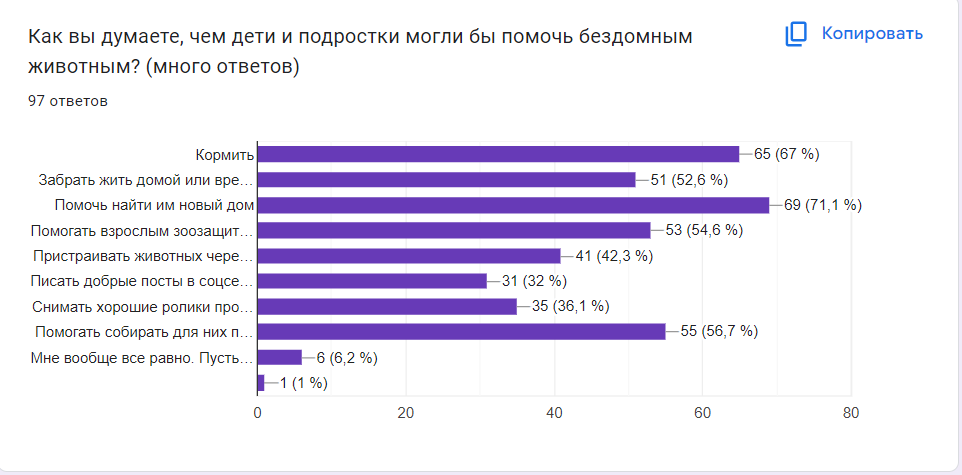 Как вы думаете, чем дети и подростки могли бы помочь бездомным
животным? (много ответов)
Копировать
97 ответов
Кормить 65 (67 %)
Забрать жить домой или вре… 51 (52,6 %)
Помочь найти им новый дом 69 (71,1 %)
Помогать взрослым зоозащит… 53 (54,6 %)
Пристраивать животных чере… 41 (42,3 %)
Писать добрые посты в соцсе… 31 (32 %)
Снимать хорошие ролики про… 35 (36,1 %)
Помогать собирать для них п… 55 (56,7 %)
Мне вообще все равно. Пусть… 6 (6,2 %)
1 (1 %)
0 20 40 60 80